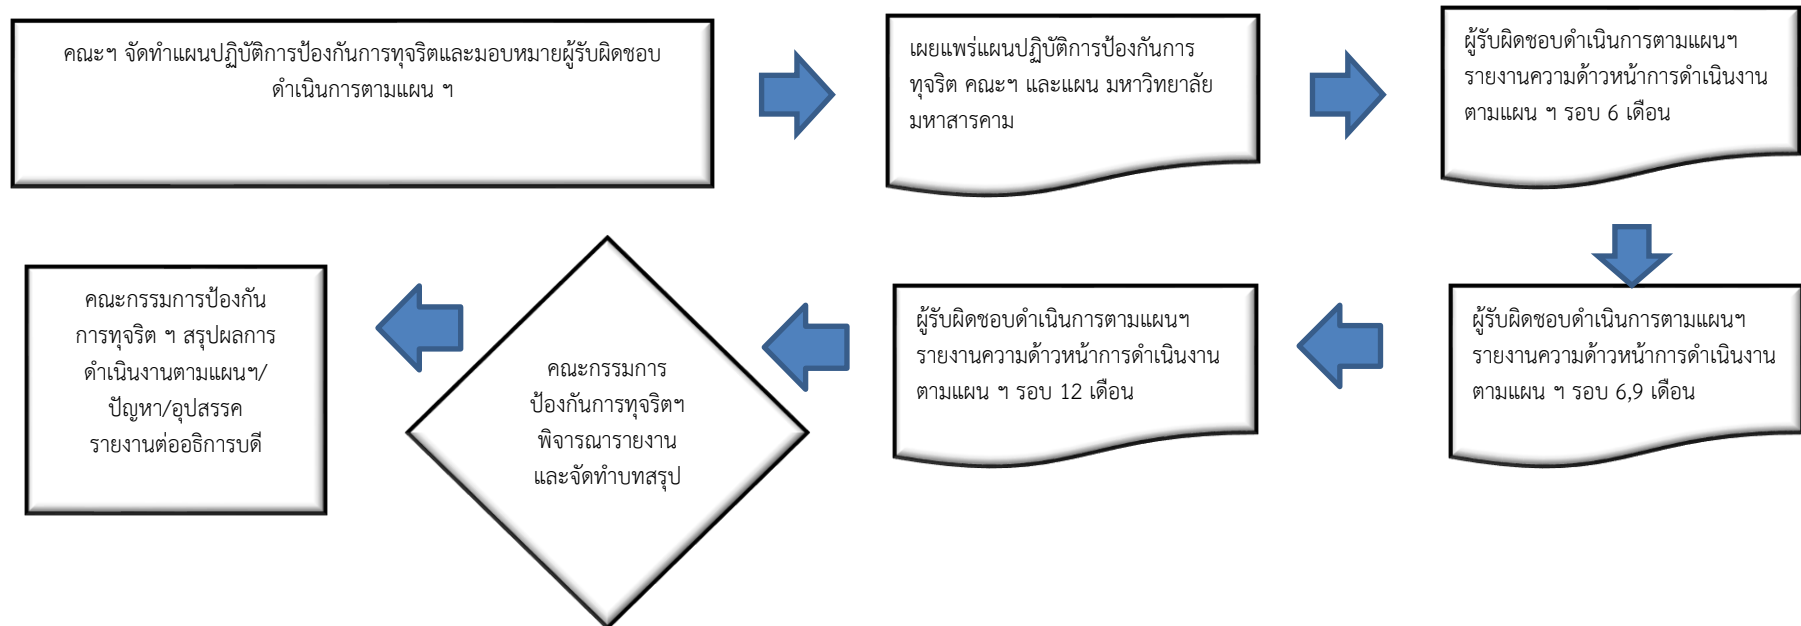 คณะฯ จัดทำแผนปฏิบัติการป้องกันการทุจริตและมอบหมายผู้รับผิดชอบ
ดำเนินการตามแผน ฯ
เผยแพร่แผนปฏิบัติการป้องกันการ
ทุจริต คณะฯ และแผน มหาวิทยาลัย
มหาสารคาม
ผู้รับผิดชอบดำเนินการตามแผนฯ
รายงานความด้าวหน้าการดำเนินงาน
ตามแผน ฯ รอบ 6 เดือน
ผู้รับผิดชอบดำเนินการตามแผนฯ
รายงานความด้าวหน้าการดำเนินงาน
ตามแผน ฯ รอบ 6,9 เดือน
ผู้รับผิดชอบดำเนินการตามแผนฯ
รายงานความด้าวหน้าการดำเนินงาน
ตามแผน ฯ รอบ 12 เดือน
คณะกรรมการ
ป้องกันการทุจริตฯ
พิจารณารายงาน
และจัดทำบทสรุป
คณะกรรมการป้องกัน
การทุจริต ฯ สรุปผลการ
ดำเนินงานตามแผนฯ/
ปัญหา/อุปสรรค
รายงานต่ออธิการบดี